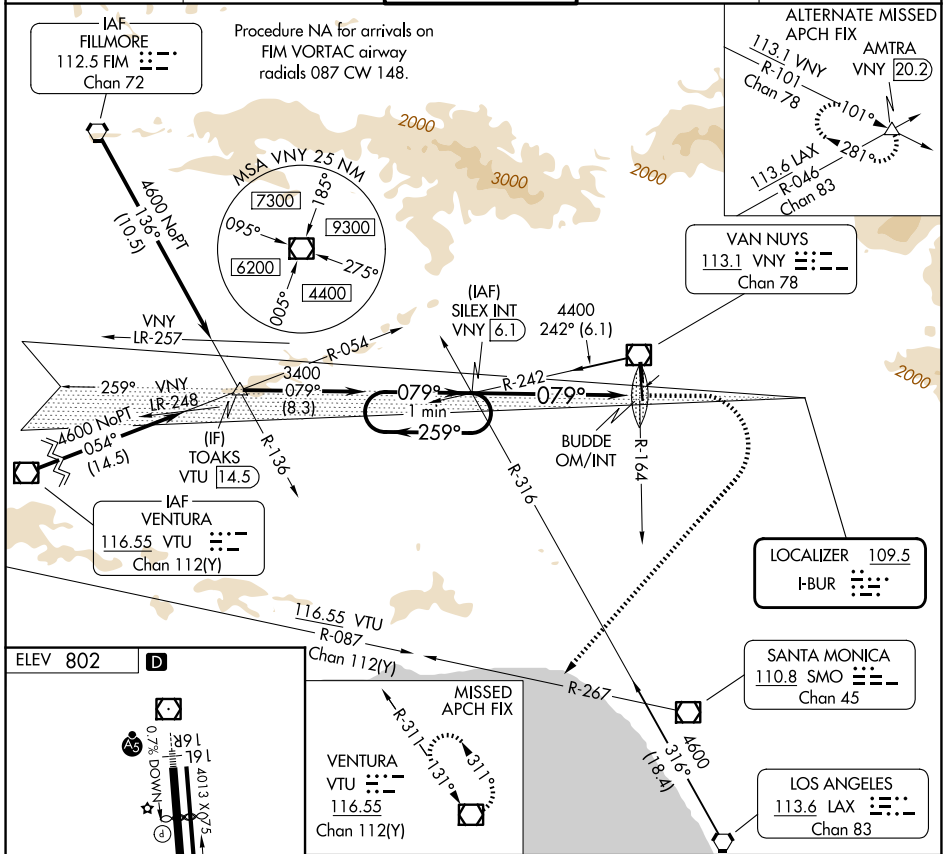 IAF
FILLMORE
112.5 FIM
Chan 72
Procedure NA for arrivals on
FIM VORTAC airway
radials 087 CW 148.
ALTERNATE MISSED
APCH FIX
AMTRA
VNY 20.2
113.1 VNY
R-101
Chan 78
101°
281°
113.6 LAX
R-046
Chan 83
2000
3000
2000
2000
MSA VNY 25 NM
7300
185°
095°
9300
6200
275°
005°
4400
4600 NoPT
136°
(10.5)
VAN NUYS
113.1 VNY
Chan 78
(IAF)
SILEX INT
VNY 6.1
4400
242° (6.1)
VNY
LR-257
R-054
R-242
259° VNY
LR-248
3400
079°
(8.3)
079°
1 min
259°
079°
4600 NoPT
054°
(14.5)
(IF)
TOAKS
VTU 14.5
R-136
R-316
BUDDE
OM/INT
R-164
IAF
VENTURA
116.55 VTU
Chan 112(Y)
LOCALIZER 109.5
I-BUR
116.55 VTU
R-087
Chan 112(Y)
R-267
SANTA MONICA
110.8 SMO
Chan 45
4600
316°
(18.4)
LOS ANGELES
113.6 LAX
Chan 83
ELEV 802
D
A5
0.7% DOWN
16R
16L
4013 X 75
P
MISSED
APCH FIX
R-311
131°
311°
VENTURA
VTU
116.55
Chan 112(Y)